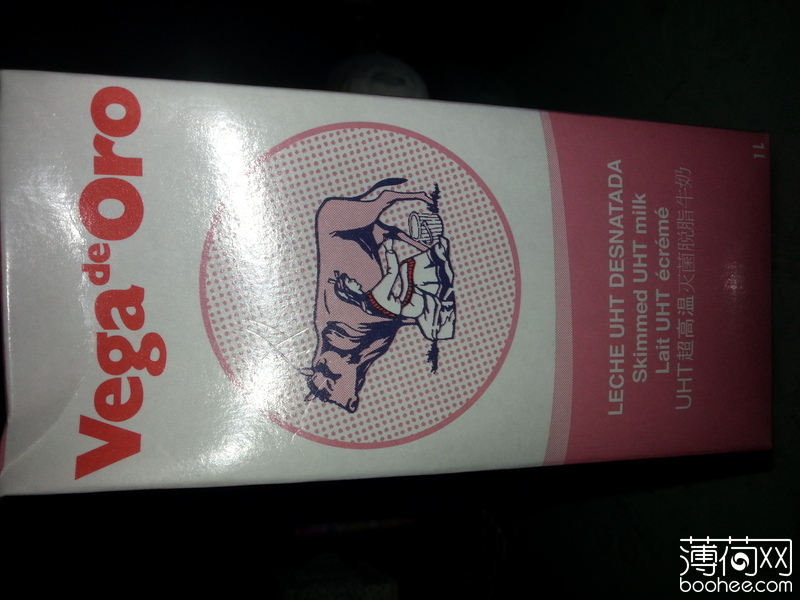 Vega de Oro
LECHE UHT DESNATADA
Skimmed UHT milk
Lait UHT écrémé
UHT超高温灭菌脱脂牛奶
1L
薄荷网
boohee.com